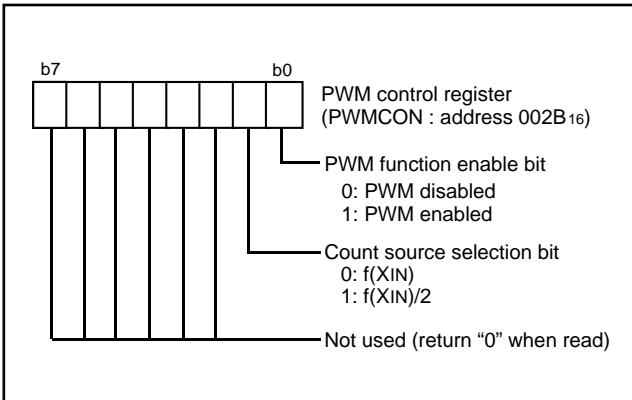 b7 b0
PWM control register
(PWMCON : address 002B16)
PWM function enable bit
0: PWM disabled
1: PWM enabled
Count source selection bit
0: f(XIN)
1: f(XIN)/2
Not used (return “0” when read)